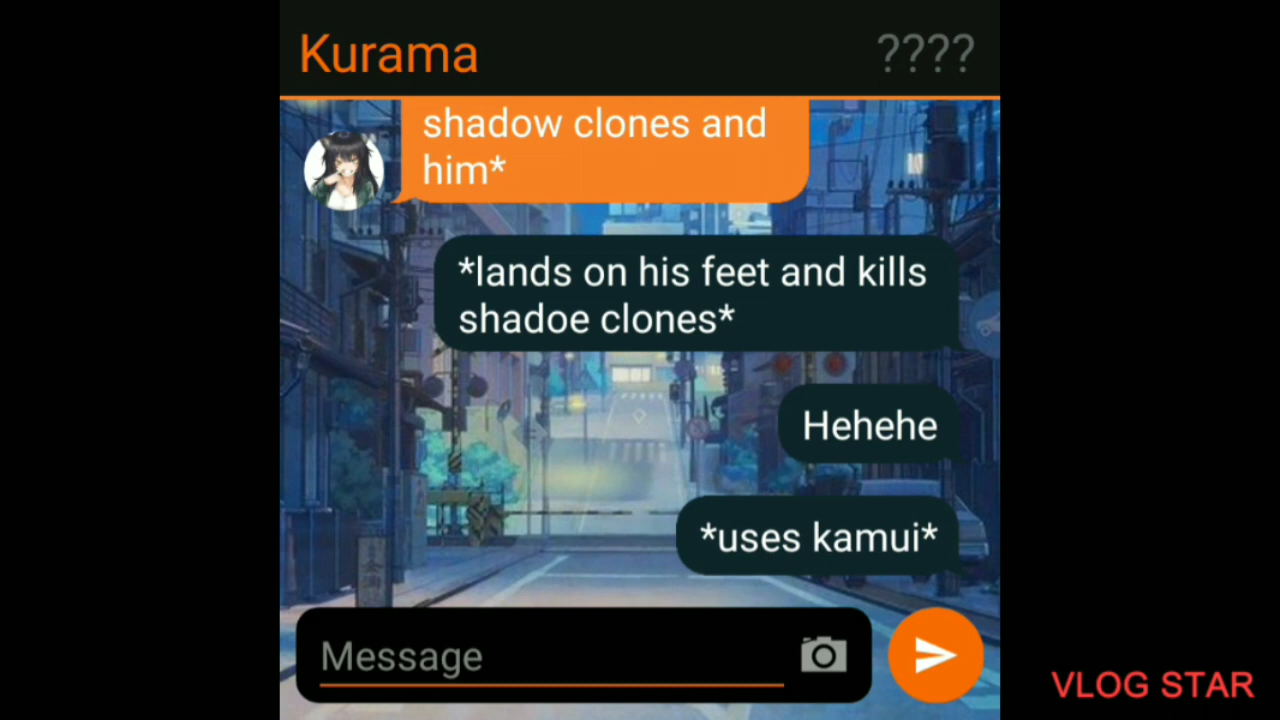 Kurama
????
shadow clones and
him*
*lands on his feet and kills
shadoe clones*
Hehehe
*uses kamui*
Message
VLOG STAR